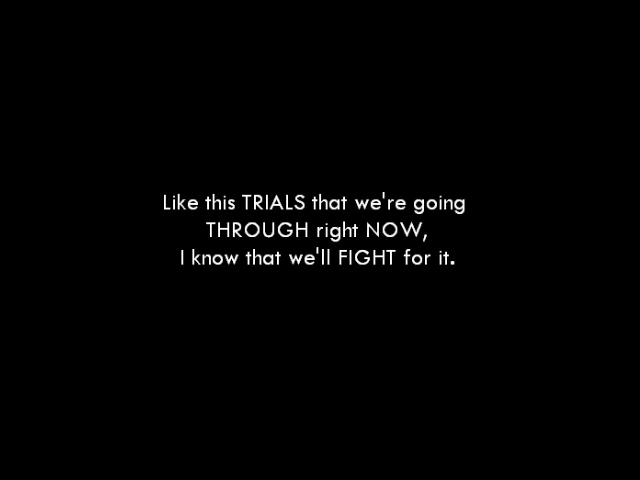 Like this TRIALS that we're going
THROUGH right NOW,
I know that we'll FIGHT for it.